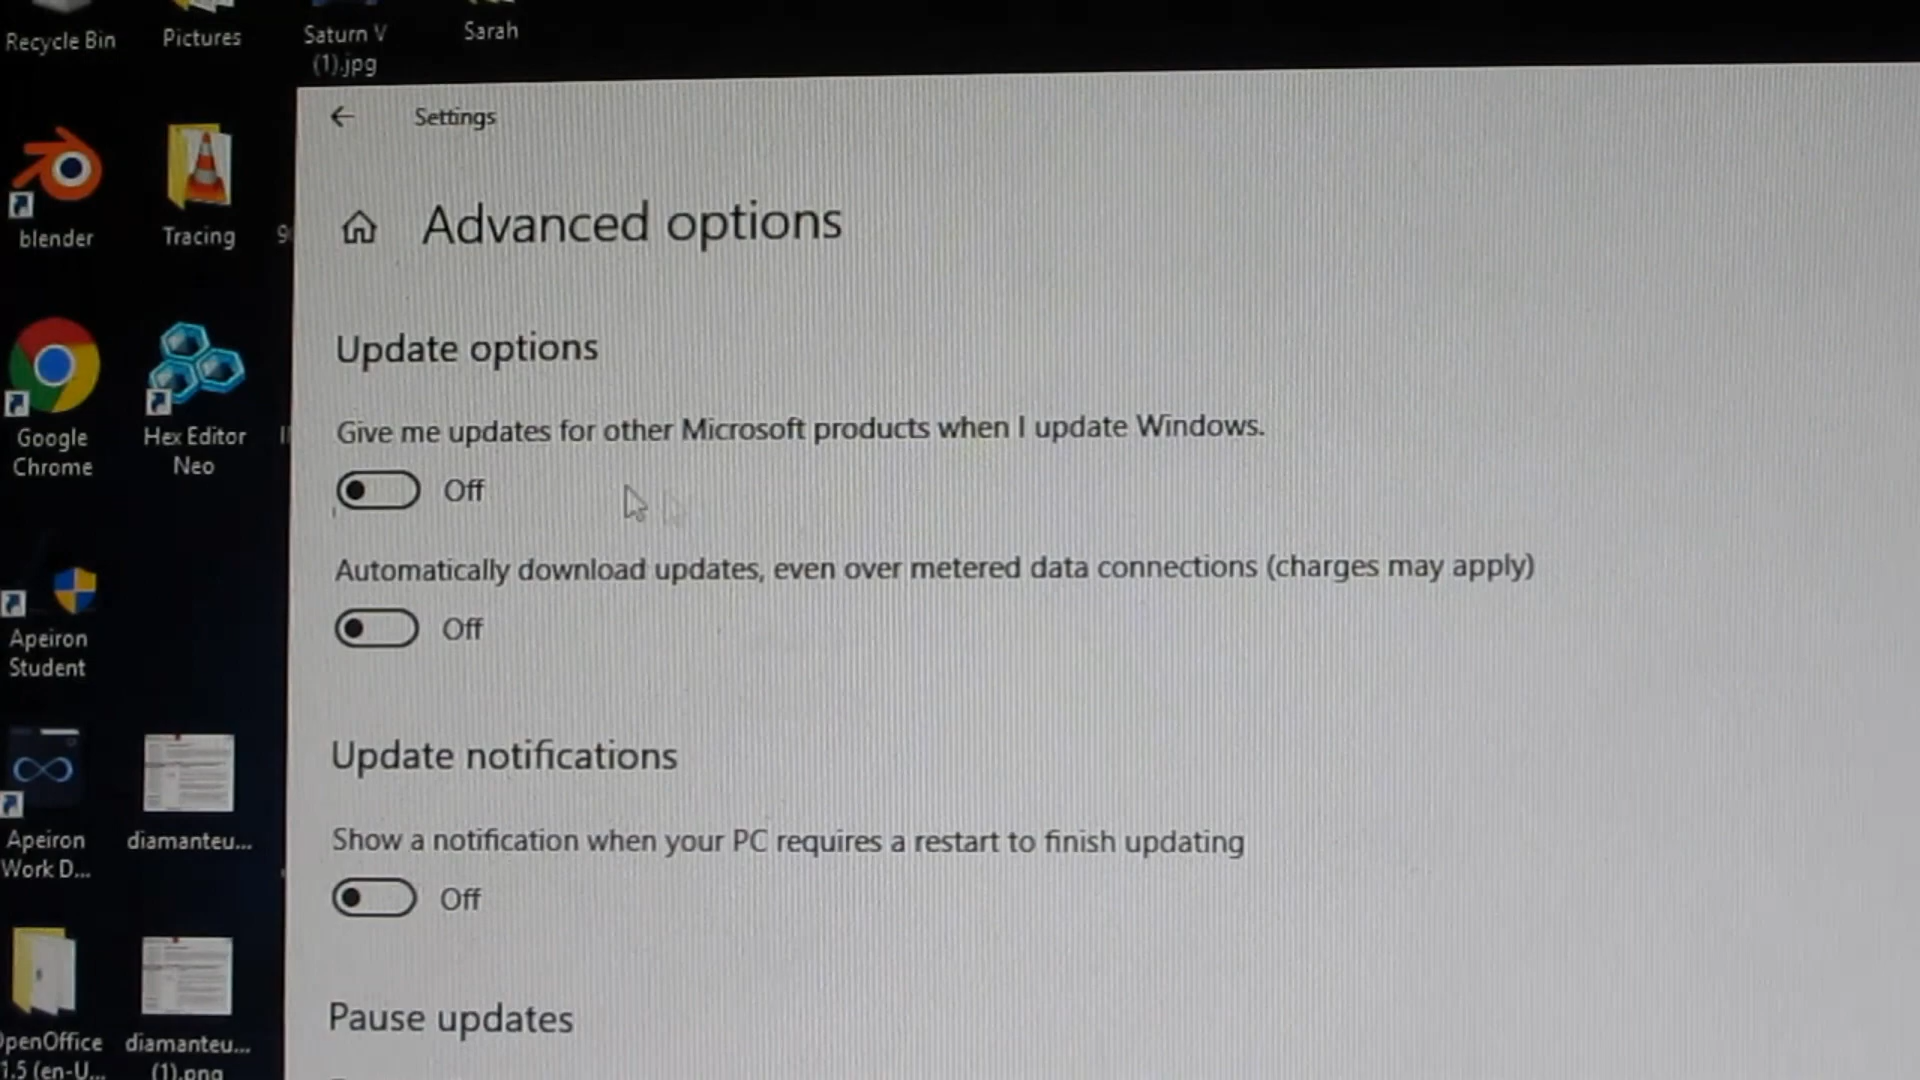 Recycle Bin
Pictures
Saturn V
(1).jpg
Sarah
blender
Tracing
Google
Chrome
Hex Editor
Neo
Apeiron
Student
Apeiron
Work D...
diamanteu...
OpenOffice
1.5 (en-U...
diamanteu...
(1).png
Settings
Advanced options
Update options
Give me updates for other Microsoft products when I update Windows.
Off
Automatically download updates, even over metered data connections (charges may apply)
Off
Update notifications
Show a notification when your PC requires a restart to finish updating
Off
Pause updates